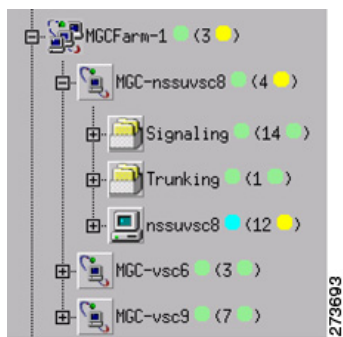 MGCFarm-1 (3)
MGC-nssuvsc8 (4)
Signaling (14)
Trunking (1)
nssuvsc8 (12)
MGC-vsc6 (3)
MGC-vsc9 (7)
273693